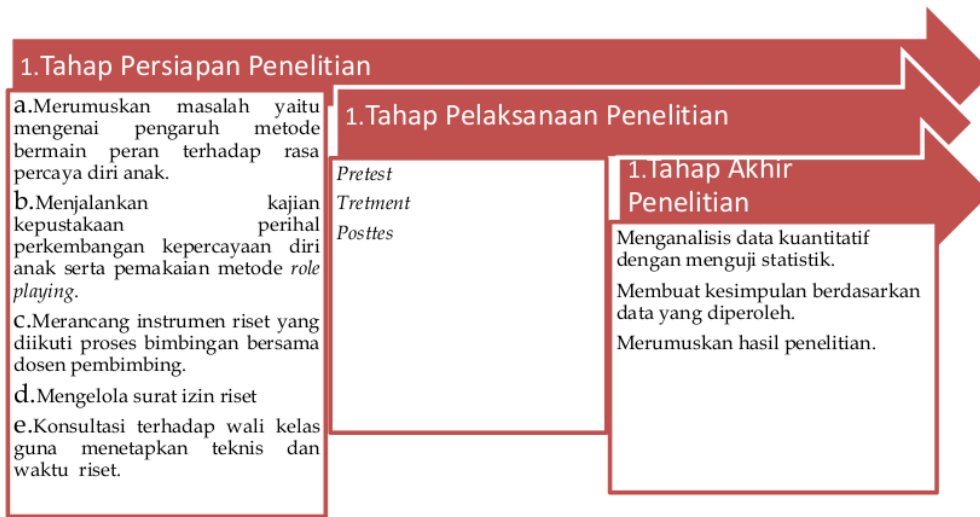 1.Tahap Persiapan Penelitian
a.Merumuskan masalah yaitu
mengenai pengaruh metode
bermain peran terhadap rasa
percaya diri anak.
b.Menjalankan kajian
kepustakaan perihal
perkembangan kepercayaan diri
anak serta pemakaian metode role
playing.
c.Merancang instrumen riset yang
diikuti proses bimbingan bersama
dosen pembimbing.
d.Mengelola surat izin riset
e.Konsultasi terhadap wali kelas
guna menetapkan teknis dan
waktu riset.
1.Tahap Pelaksanaan Penelitian
Pretest
Tretment
Posttes
1.Tahap Akhir
Penelitian
Menganalisis data kuantitatif
dengan menguji statistik.
Membuat kesimpulan berdasarkan
data yang diperoleh.
Merumuskan hasil penelitian.